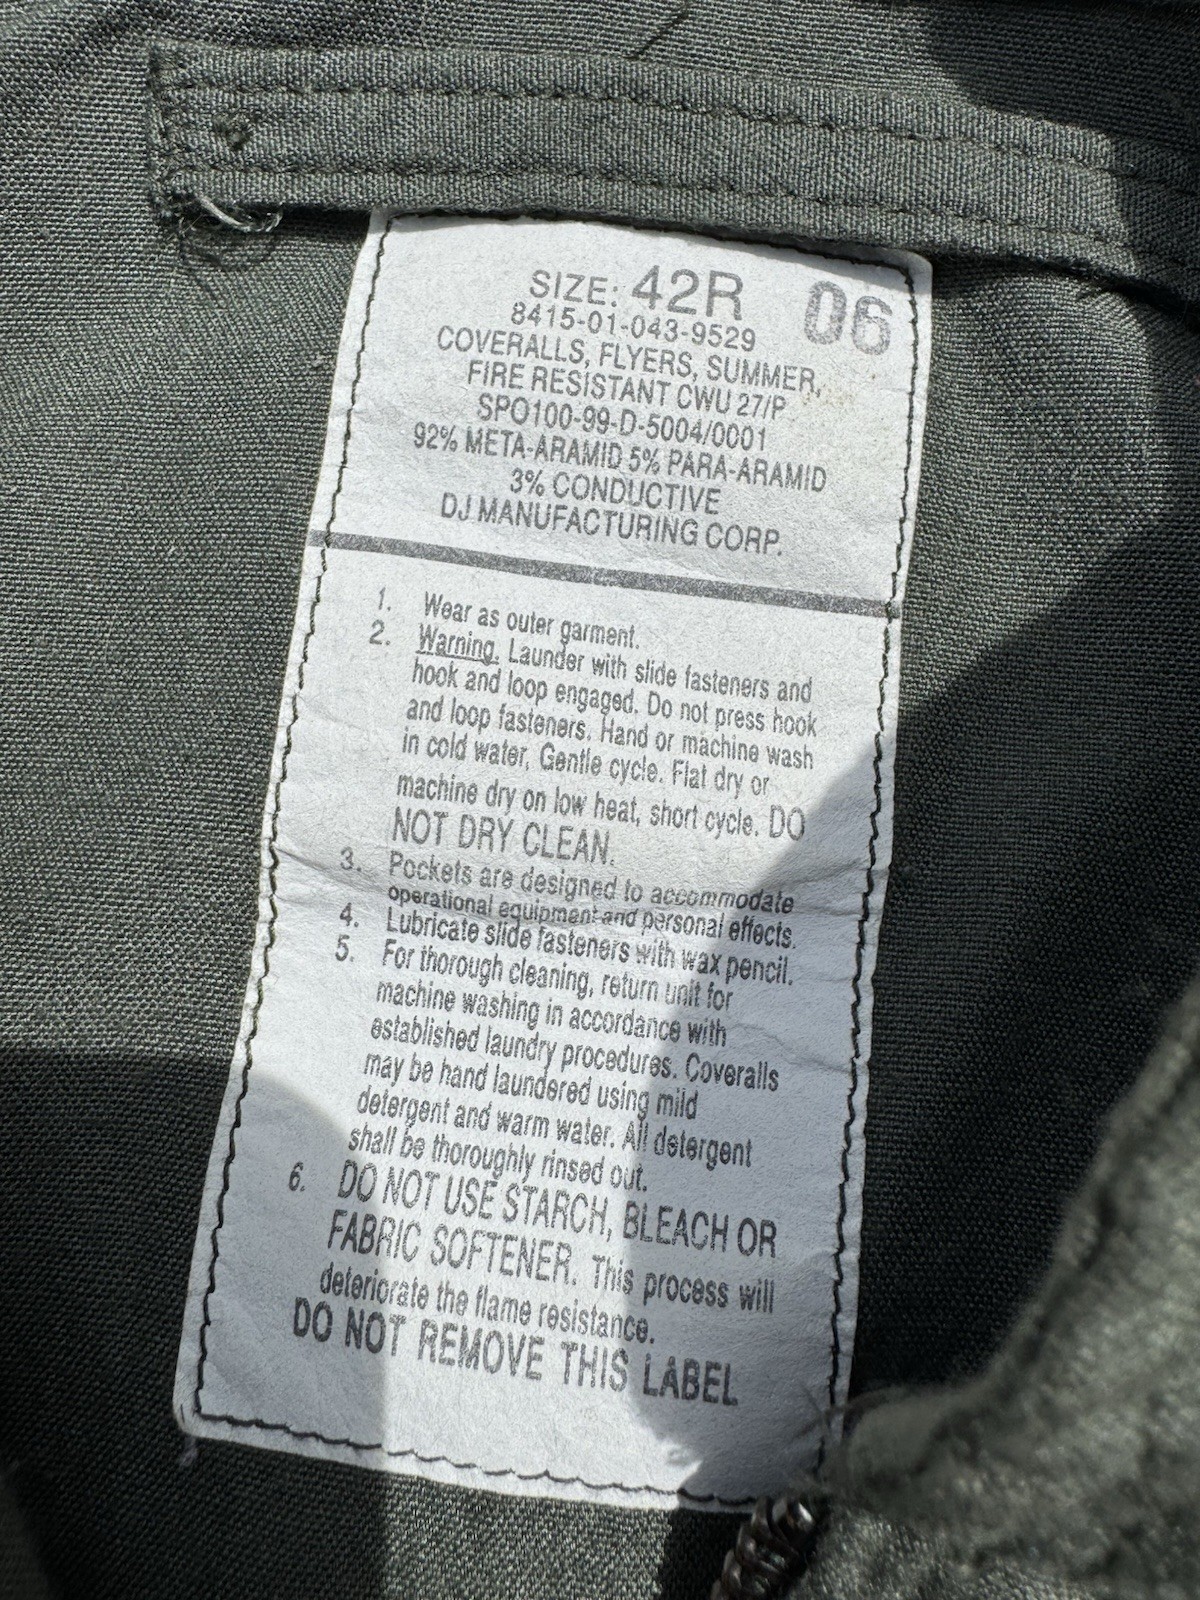 SIZE: 42R 06
8415-01-043-9529
COVERALLS, FLYERS, SUMMER,
FIRE RESISTANT CWU 27/P
SPO100-99-D-5004/0001
92% META-ARAMID 5% PARA-ARAMID
3% CONDUCTIVE
DJ MANUFACTURING CORP.
1. Wear as outer garment.
2. Warning. Launder with slide fasteners and
hook and loop engaged. Do not press hook
and loop fasteners. Hand or machine wash
in cold water, Gentle cycle. Flat dry or
machine dry on low heat, short cycle. DO
NOT DRY CLEAN.
3. Pockets are designed to accommodate
operational equipment and personal effects.
4. Lubricate slide fasteners with wax pencil.
5. For thorough cleaning, return unit for
machine washing in accordance with
established laundry procedures. Coveralls
may be hand laundered using mild
detergent and warm water. All detergent
shall be thoroughly rinsed out.
6. DO NOT USE STARCH, BLEACH OR
FABRIC SOFTENER. This process will
deteriorate the flame resistance.
DO NOT REMOVE THIS LABEL